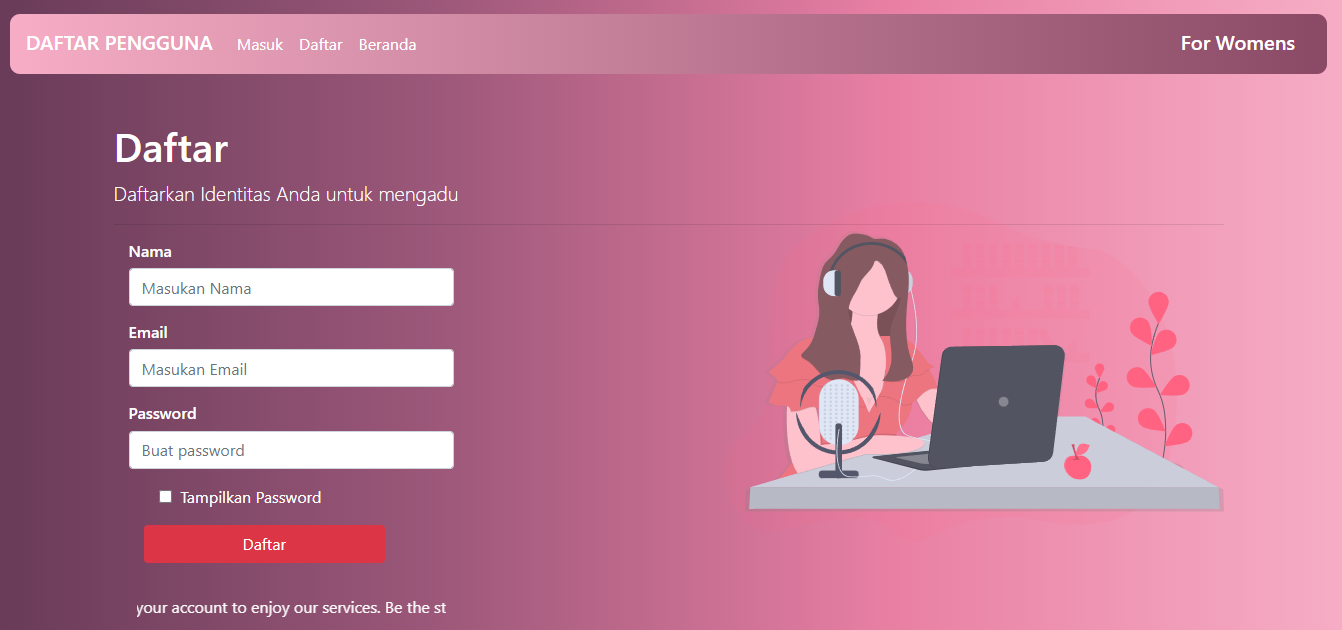 DAFTAR PENGGUNA Masuk Daftar Beranda For Womens
Daftar
Daftarkan Identitas Anda untuk mengadu
Nama
Masukan Nama
Email
Masukan Email
Password
Buat password
Tampilkan Password
Daftar
your account to enjoy our services. Be the st